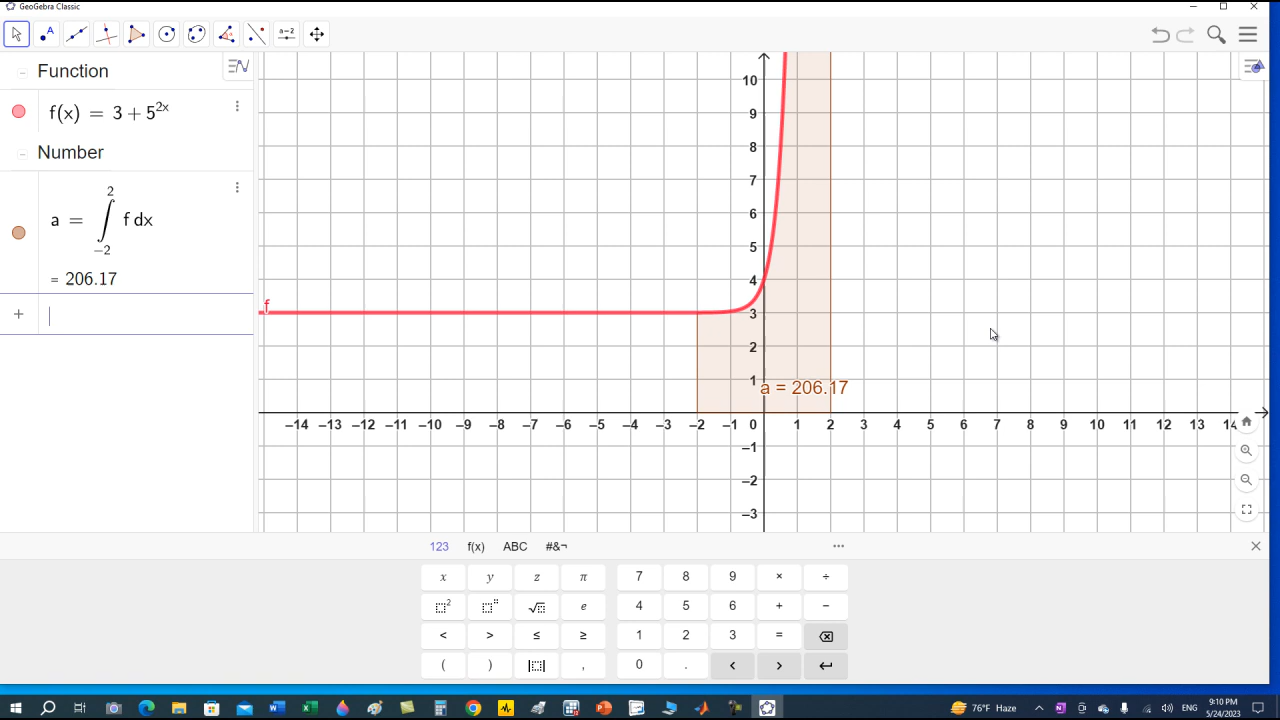 GeoGebra Classic
a=2
Function
f(x) = 3 + 5^2x
Number
a = ∫ f dx
2
−2
= 206.17
+
f
a = 206.17
10
9
8
7
6
5
4
3
2
1
−1
−2
−3
−14 −13 −12 −11 −10 −9 −8 −7 −6 −5 −4 −3 −2 −1 0 1 2 3 4 5 6 7 8 9 10 11 12 13 14
123 f(x) ABC #&¬
x y z π 7 8 9 × ÷
□² □^□ √□ e 4 5 6 + −
< > ≤ ≥ 1 2 3 =
( ) |□| , 0 . < >
76°F Haze
ENG
9:10 PM
5/24/2023